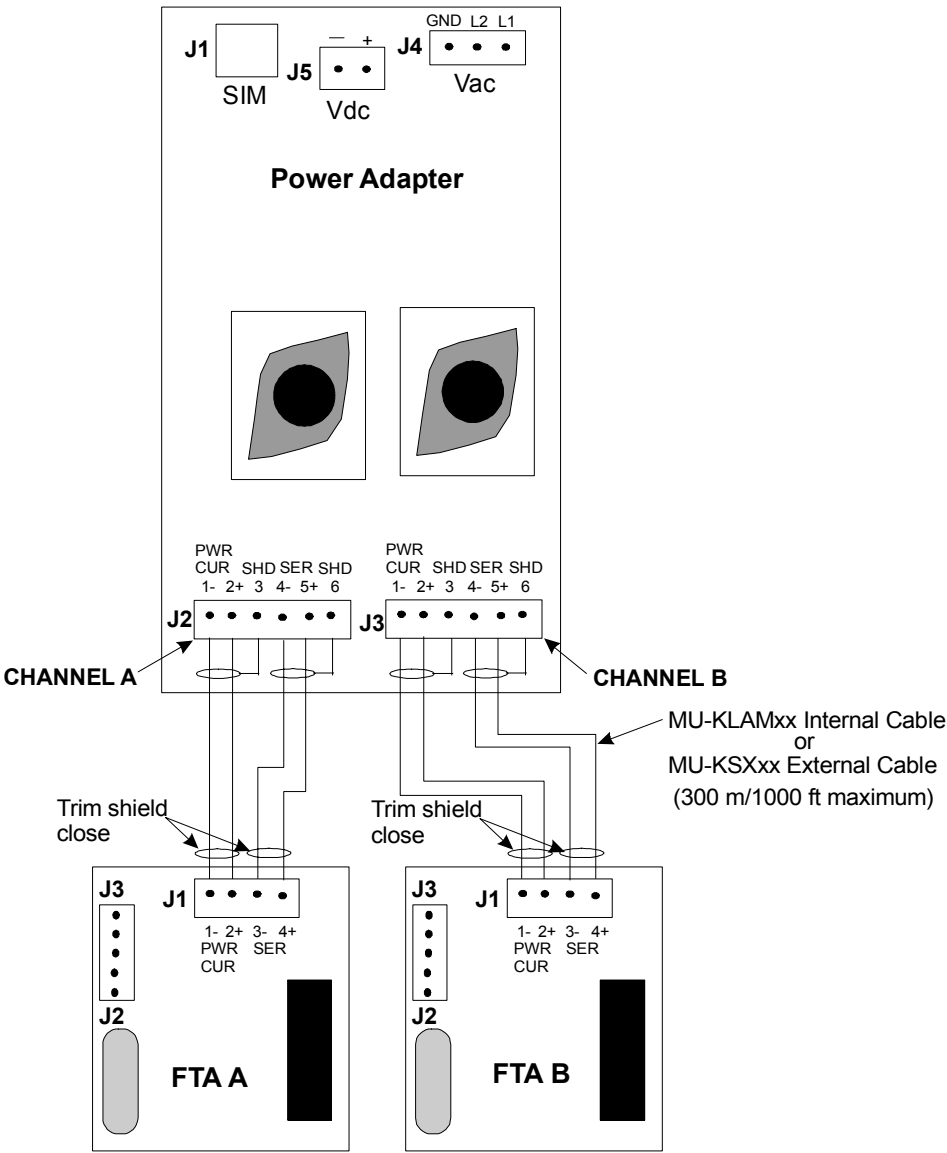 J1
SIM
J5
— +
Vdc
J4
GND L2 L1
Vac
Power Adapter
PWR
CUR SHD SER SHD
1- 2+ 3 4- 5+ 6
J2
PWR
CUR SHD SER SHD
1- 2+ 3 4- 5+ 6
J3
CHANNEL A
CHANNEL B
MU-KLAMxx Internal Cable
or
MU-KSXxx External Cable
(300 m/1000 ft maximum)
Trim shield
close
Trim shield
close
J3
J1
1- 2+ 3- 4+
PWR SER
CUR
J2
FTA A
J3
J1
1- 2+ 3- 4+
PWR SER
CUR
J2
FTA B